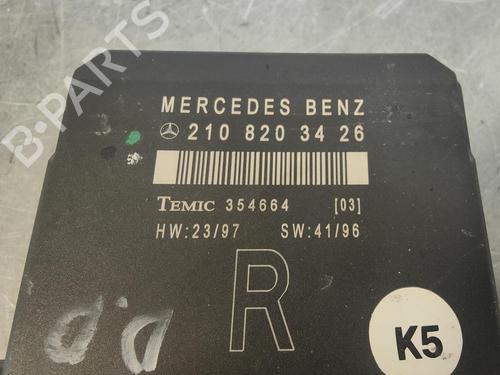 B-PARTS
MERCEDES BENZ
210 820 34 26
TEMIC 354664 [03]
HW:23/97 SW:41/96
R
D.D
K5